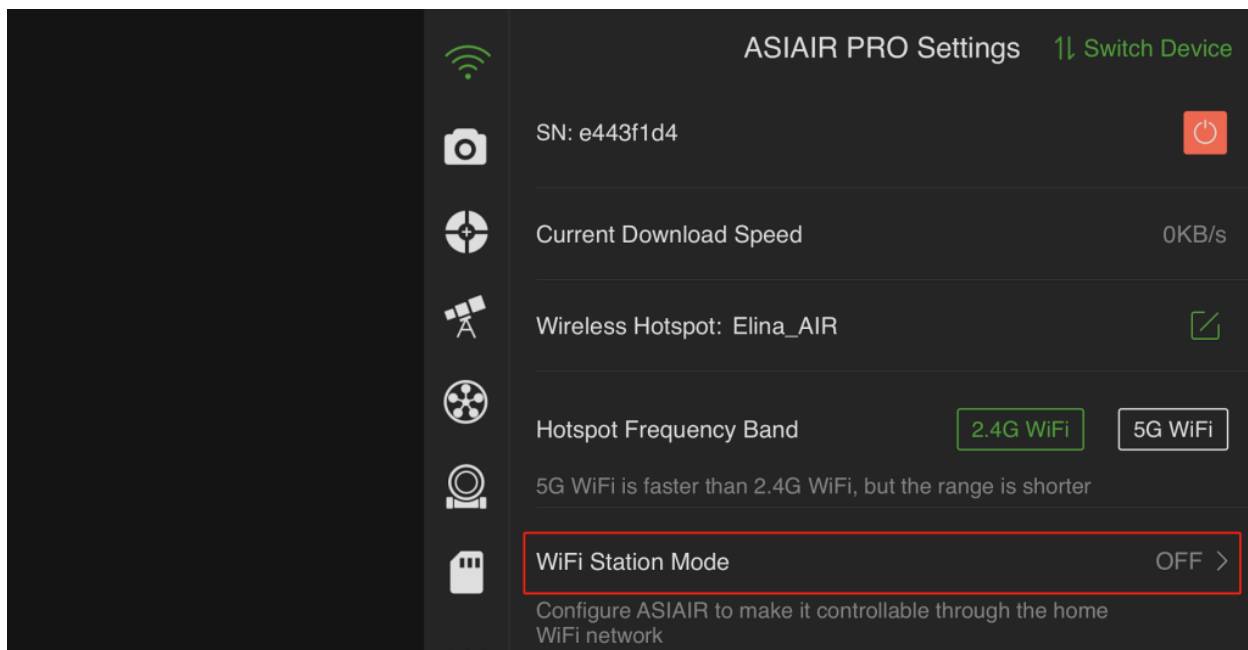 ASIAIR PRO Settings Switch Device
SN: e443f1d4
Current Download Speed 0KB/s
Wireless Hotspot: Elina_AIR
Hotspot Frequency Band 2.4G WiFi 5G WiFi
5G WiFi is faster than 2.4G WiFi, but the range is shorter
WiFi Station Mode OFF
Configure ASIAIR to make it controllable through the home
WiFi network